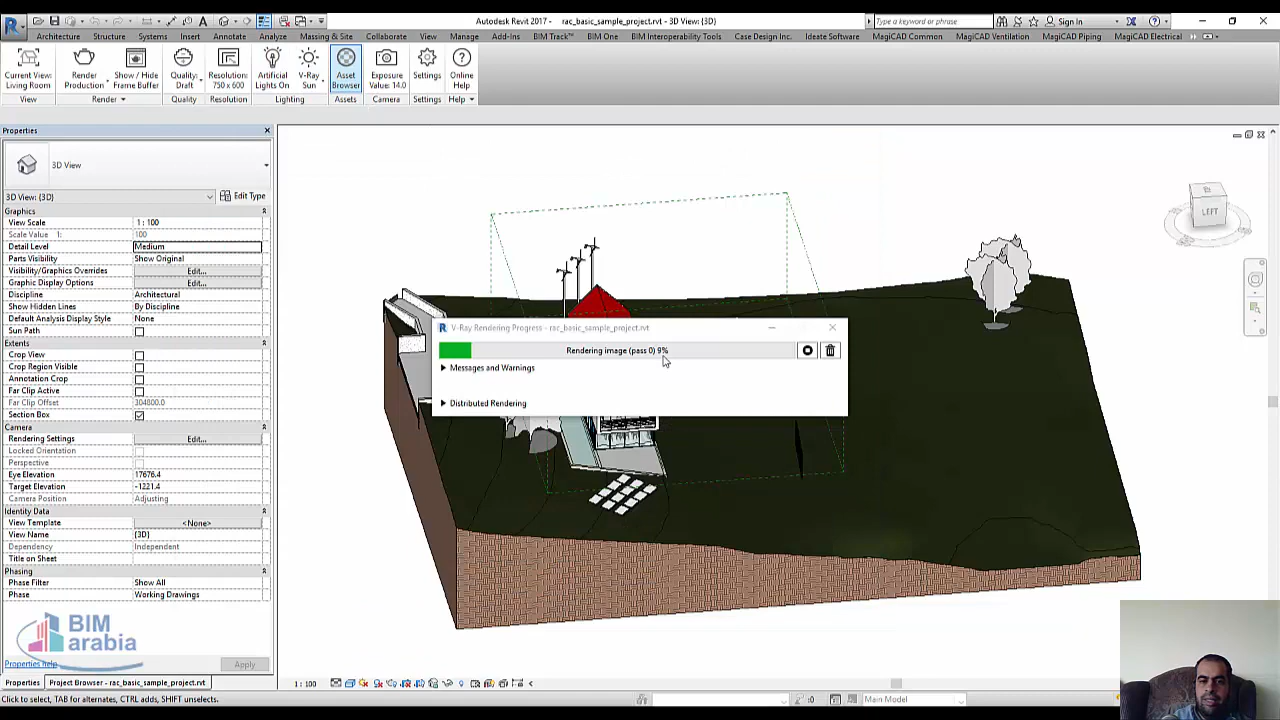 Autodesk Revit 2017 - rac_basic_sample_project.rvt - 3D View: {3D}
Type a keyword or phrase
Sign In
Architecture Structure Systems Insert Annotate Analyze Massing & Site Collaborate View Manage Add-Ins BIM Track™ BIM One BIM Interoperability Tools Case Design Inc. Ideate Software MagiCAD Common MagiCAD Ventilation MagiCAD Piping MagiCAD Electrical
Current View: Living Room
Render Production
Show / Hide Frame Buffer
Quality: Draft
Resolution: 750 x 600
Artificial Lights On
V-Ray Sun
Asset Browser
Exposure Value: 14.0
Settings
Online Help
View Render Quality Resolution Lighting Assets Camera Settings Help
Properties
3D View
3D View: {3D} Edit Type
Graphics
View Scale 1 : 100
Scale Value 1: 100
Detail Level Medium
Parts Visibility Show Original
Visibility/Graphics Overrides Edit...
Graphic Display Options Edit...
Discipline Architectural
Show Hidden Lines By Discipline
Default Analysis Display Style None
Sun Path
Extents
Crop View
Crop Region Visible
Annotation Crop
Far Clip Active
Far Clip Offset 304800.0
Section Box
Camera
Rendering Settings Edit...
Locked Orientation
Perspective
Eye Elevation 17676.4
Target Elevation -1221.4
Camera Position Adjusting
Identity Data
View Template <None>
View Name {3D}
Dependency Independent
Title on Sheet
Phasing
Phase Filter Show All
Phase Working Drawings
BIM
arabia
Properties help
Apply
Properties Project Browser - rac_basic_sample_project.rvt
Click to select, TAB for alternates, CTRL adds, SHIFT unselects.
LEFT
V-Ray Rendering Progress - rac_basic_sample_project.rvt
Rendering image (pass 0) 9%
Messages and Warnings
Distributed Rendering
1 : 100
:0
Main Model